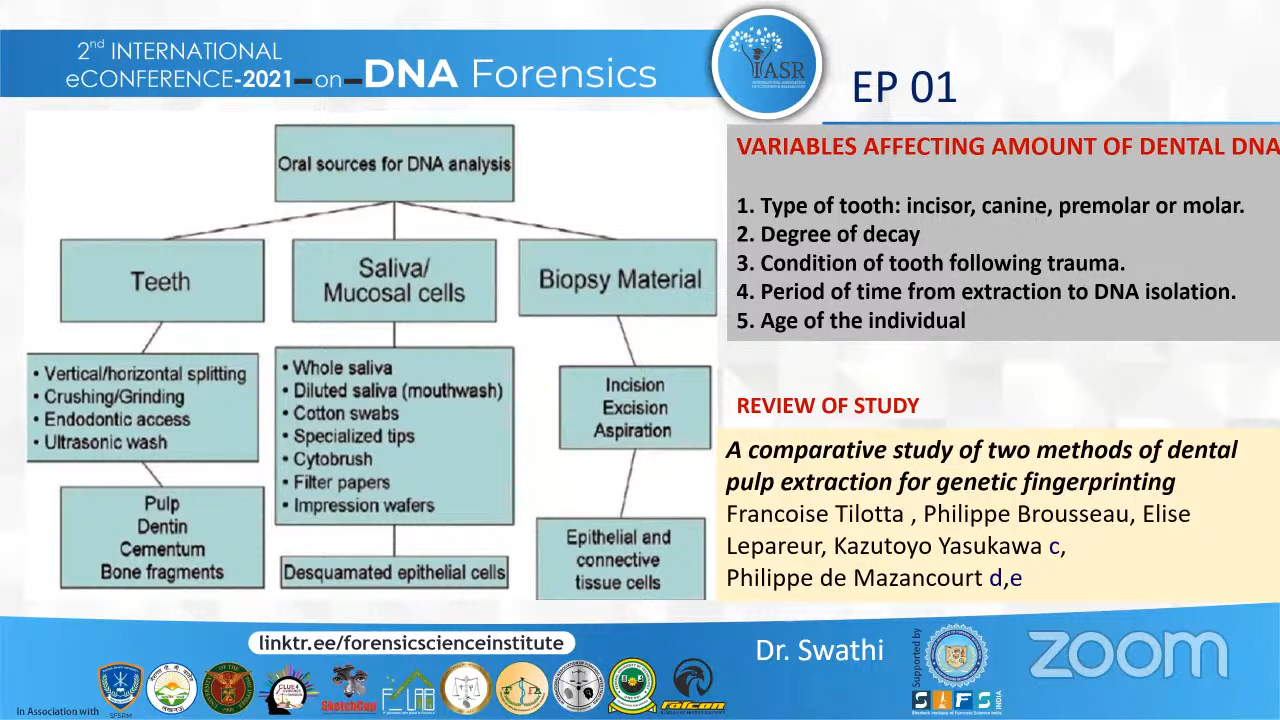 2nd INTERNATIONAL
eCONFERENCE-2021-on-DNA Forensics
IASR
EP 01
Oral sources for DNA analysis
Teeth
Saliva/
Mucosal cells
Biopsy Material
• Vertical/horizontal splitting
• Crushing/Grinding
• Endodontic access
• Ultrasonic wash
• Whole saliva
• Diluted saliva (mouthwash)
• Cotton swabs
• Specialized tips
• Cytobrush
• Filter papers
• Impression wafers
Incision
Excision
Aspiration
Pulp
Dentin
Cementum
Bone fragments
Desquamated epithelial cells
Epithelial and
connective
tissue cells
VARIABLES AFFECTING AMOUNT OF DENTAL DNA
1. Type of tooth: incisor, canine, premolar or molar.
2. Degree of decay
3. Condition of tooth following trauma.
4. Period of time from extraction to DNA isolation.
5. Age of the individual
REVIEW OF STUDY
A comparative study of two methods of dental
pulp extraction for genetic fingerprinting
Francoise Tilotta , Philippe Brousseau, Elise
Lepareur, Kazutoyo Yasukawa c,
Philippe de Mazancourt d,e
linktr.ee/forensicscienceinstitute
Dr. Swathi
Supported by
SIFS
INDIA
zoom
In Association with
SFSRM
SketchCop
falcon